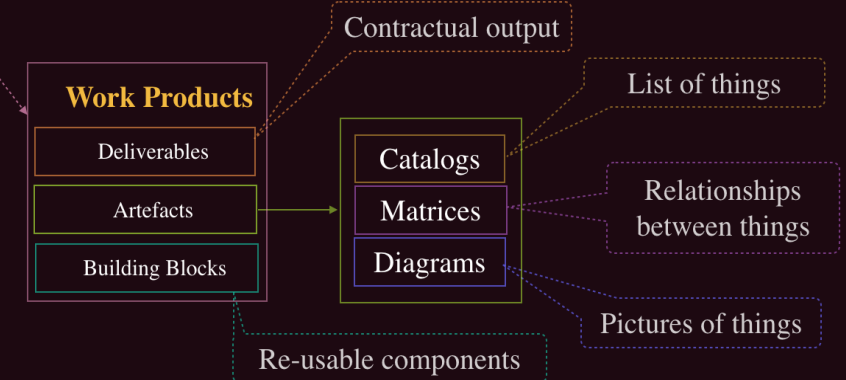 Contractual output
List of things
Work Products
Deliverables
Catalogs
Relationships
between things
Artefacts
Matrices
Building Blocks
Diagrams
Pictures of things
Re-usable components